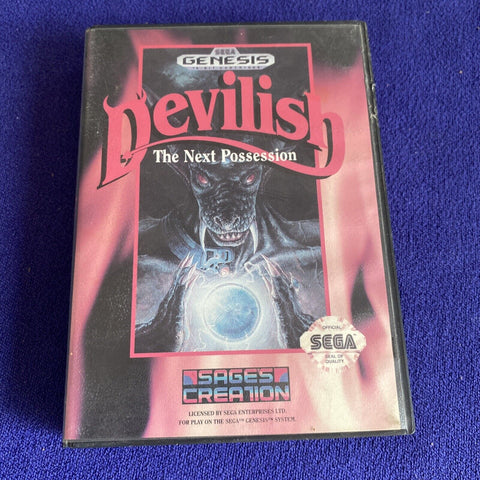 SEGA
GENESIS
Devilish
The Next Possession
OFFICIAL
SEGA
SEAL OF
QUALITY
SAGES
CREATION
LICENSED BY SEGA ENTERPRISES LTD.
FOR PLAY ON THE SEGA™ GENESIS™ SYSTEM.